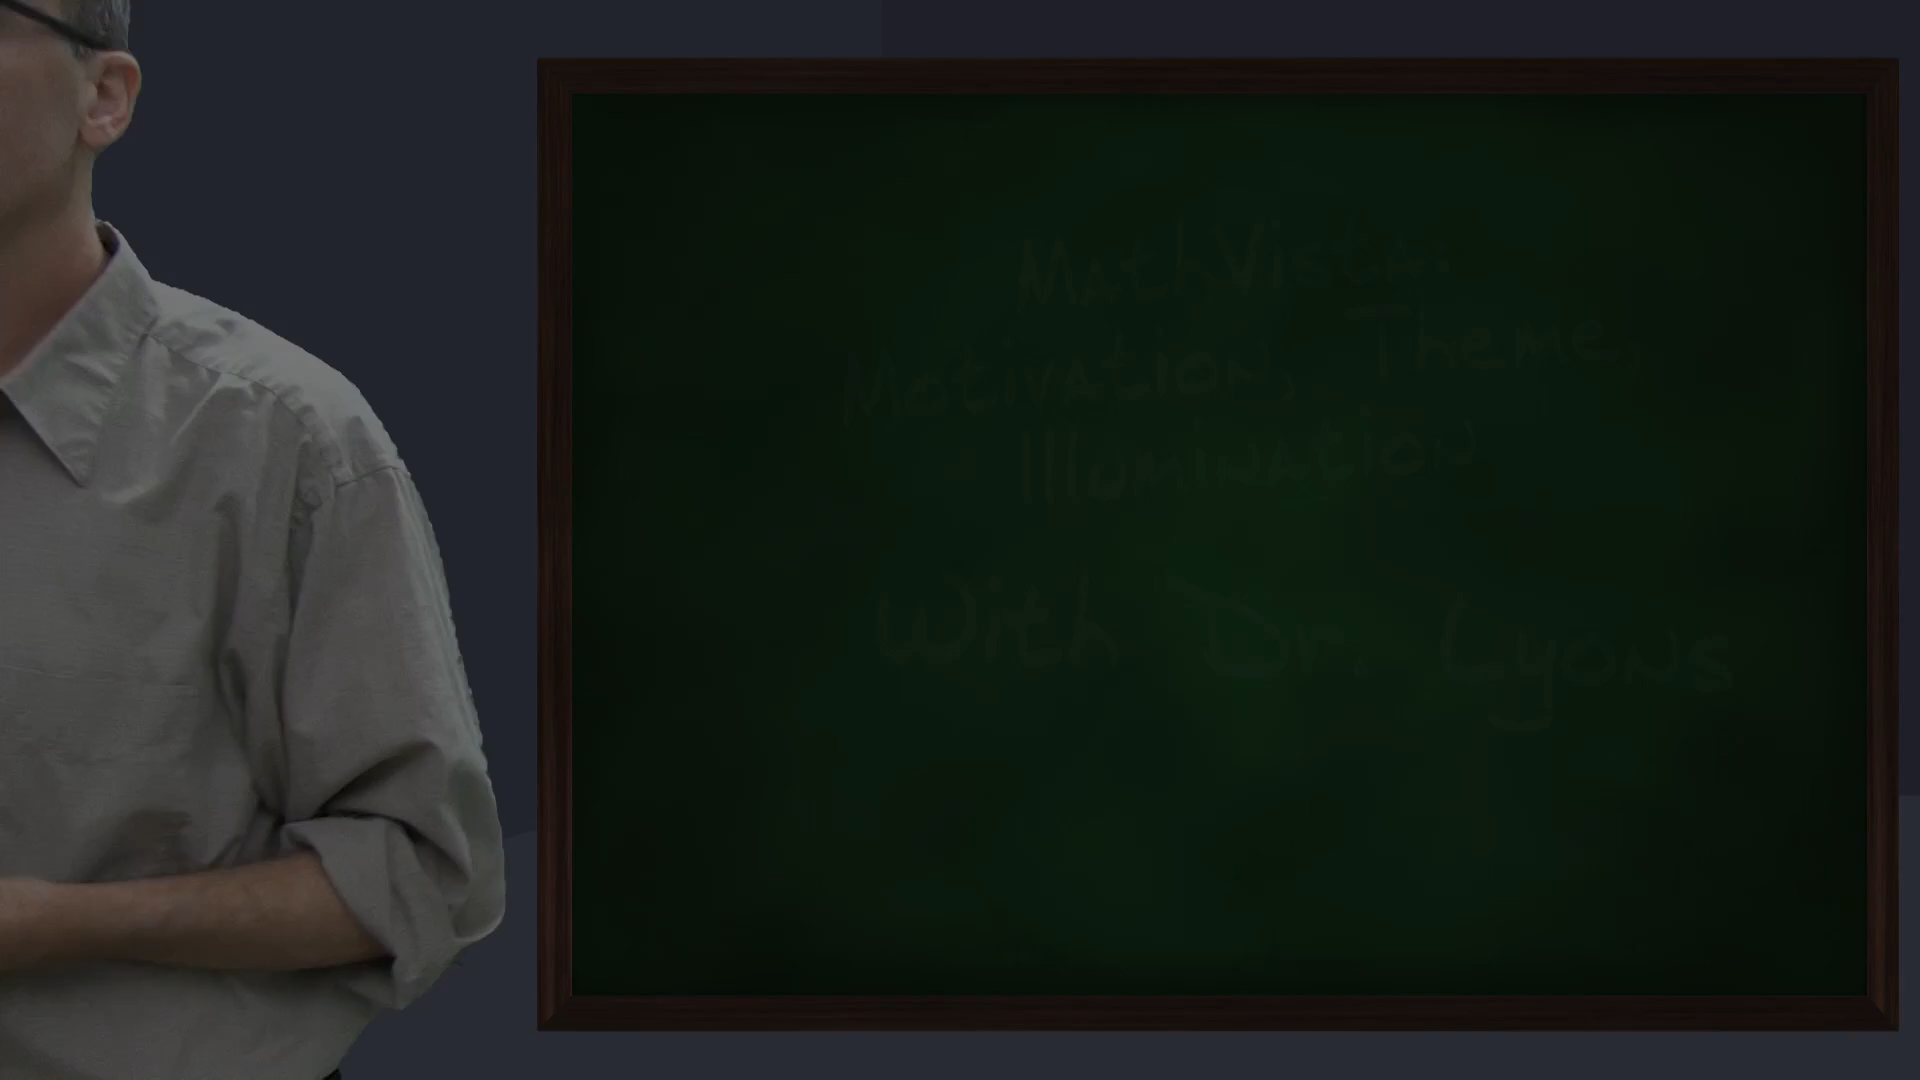 MathVista:
Motivation, Theme,
Illumination
With Dr. Lyons